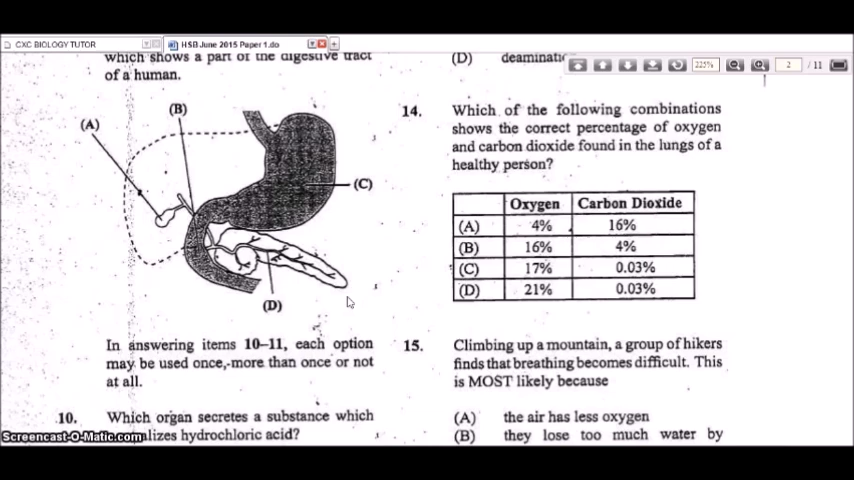 CXC BIOLOGY TUTOR
HSB June 2015 Paper 1.do
225%
2
/ 11
which shows a part of the digestive tract
of a human.
(A)
(B)
(C)
(D)
In answering items 10–11, each option
may be used once, more than once or not
at all.
10. Which organ secretes a substance which
alizes hydrochloric acid?
(D) deaminati
14. Which of the following combinations
shows the correct percentage of oxygen
and carbon dioxide found in the lungs of a
healthy person?
Oxygen Carbon Dioxide
(A) 4% 16%
(B) 16% 4%
(C) 17% 0.03%
(D) 21% 0.03%
15. Climbing up a mountain, a group of hikers
finds that breathing becomes difficult. This
is MOST likely because
(A) the air has less oxygen
(B) they lose too much water by
Screencast-O-Matic.com